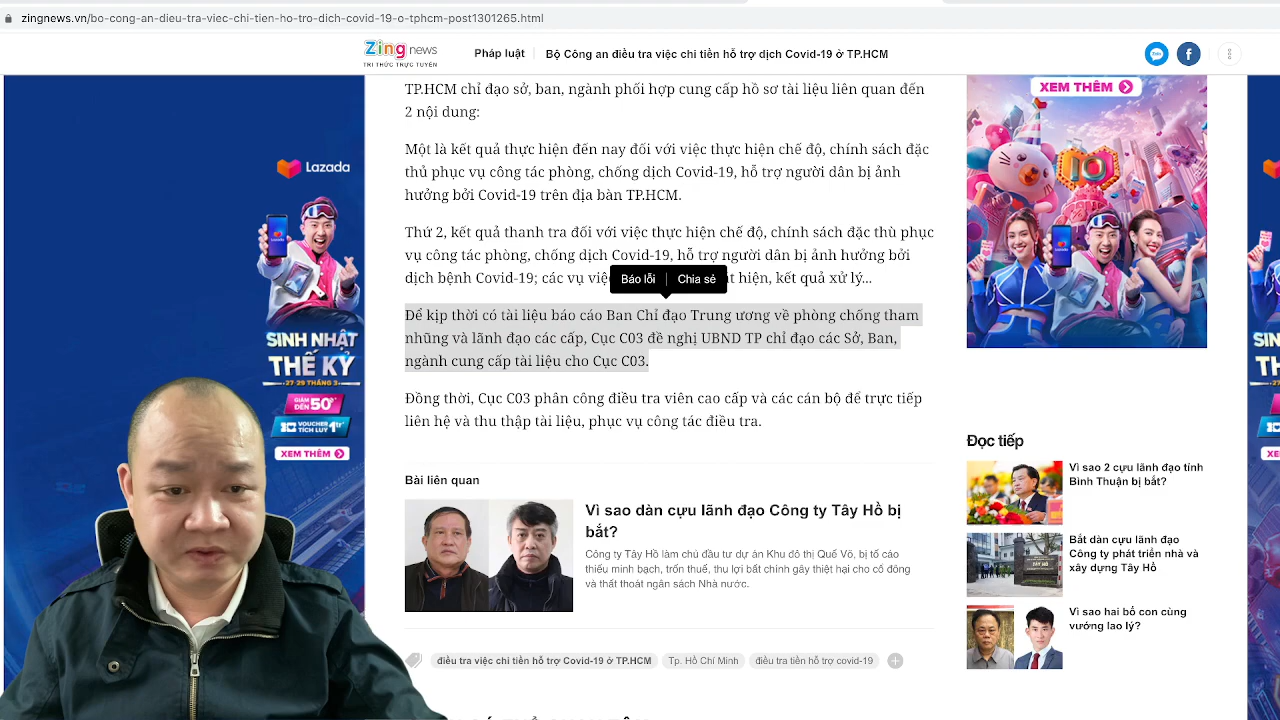 zingnews.vn/bo-cong-an-dieu-tra-viec-chi-tien-ho-tro-dich-covid-19-o-tphcm-post1301265.html
Zing news
TRI THỨC TRỰC TUYẾN
Pháp luật
Bộ Công an điều tra việc chi tiền hỗ trợ dịch Covid-19 ở TP.HCM
Zalo
HCM chỉ đạo sở, ban, ngành phối hợp cung cấp hồ sơ tài liệu liên quan đến
2 nội dung:
Một là kết quả thực hiện đến nay đối với việc thực hiện chế độ, chính sách đặc
thù phục vụ công tác phòng, chống dịch Covid-19, hỗ trợ người dân bị ảnh
hưởng bởi Covid-19 trên địa bàn TP.HCM.
Thứ 2, kết quả thanh tra đối với việc thực hiện chế độ, chính sách đặc thù phục
vụ công tác phòng, chống dịch Covid-19, hỗ trợ người dân bị ảnh hưởng bởi
dịch bệnh Covid-19; các vụ việc hiện, kết quả xử lý...
Báo lỗi
Chia sẻ
Để kịp thời có tài liệu báo cáo Ban Chỉ đạo Trung ương về phòng chống tham
nhũng và lãnh đạo các cấp, Cục C03 đề nghị UBND TP chỉ đạo các Sở, Ban,
ngành cung cấp tài liệu cho Cục C03.
Đồng thời, Cục C03 phân công điều tra viên cao cấp và các cán bộ để trực tiếp
liên hệ và thu thập tài liệu, phục vụ công tác điều tra.
Bài liên quan
Vì sao dàn cựu lãnh đạo Công ty Tây Hồ bị
bắt?
Công ty Tây Hồ làm chủ đầu tư dự án Khu đô thị Quế Võ, bị tố cáo
thiếu minh bạch, trốn thuế, thu lợi bất chính gây thiệt hại cho cổ đông
và thất thoát ngân sách Nhà nước.
điều tra việc chi tiền hỗ trợ Covid-19 ở TP.HCM
Tp. Hồ Chí Minh
điều tra tiền hỗ trợ covid-19
Lazada
SINH NHẬT
THẾ KỶ
27-29 THÁNG 3
GIẢM ĐẾN 50%
VOUCHER TÍCH LUỸ 1tr
XEM THÊM
XEM THÊM
10
Đọc tiếp
Vì sao 2 cựu lãnh đạo tỉnh
Bình Thuận bị bắt?
Bắt dàn cựu lãnh đạo
Công ty phát triển nhà và
xây dựng Tây Hồ
Vì sao hai bố con cùng
vướng lao lý?